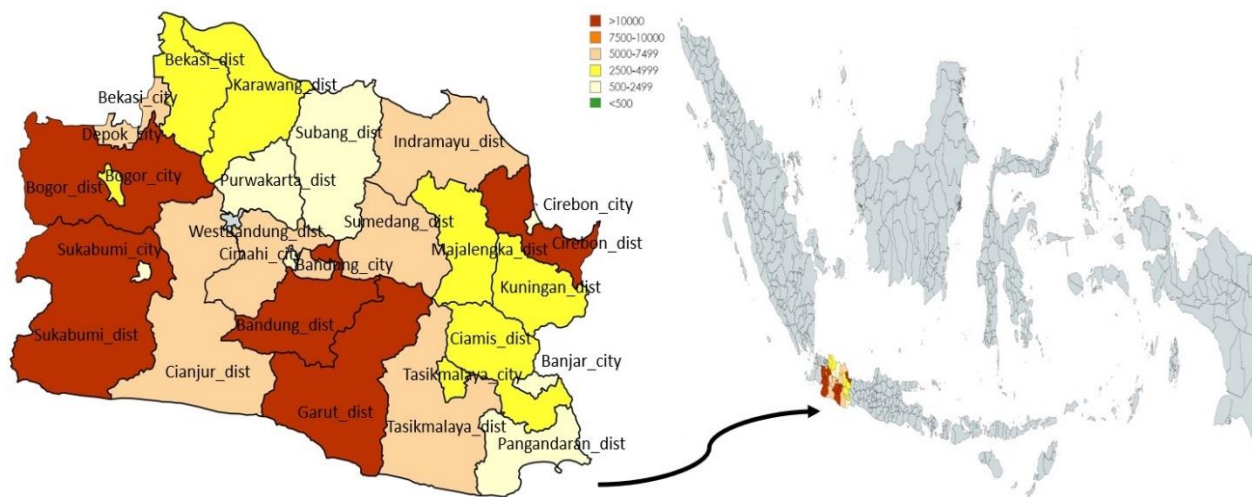 >10000
7500-10000
5000-7499
2500-4999
500-2499
<500
Bekasi_dist
Karawang_dist
Bekasi_city
Subang_dist
Depok_city
Indramayu_dist
Bogor_dist
Bogor_city
Purwakarta_dist
Cirebon_city
Sumedang_dist
WestBandung_dist
Sukabumi_city
Majalengka_dist
Cirebon_dist
Cimahi_city
Bandung_city
Kuningan_dist
Sukabumi_dist
Bandung_dist
Ciamis_dist
Banjar_city
Cianjur_dist
Tasikmalaya_city
Garut_dist
Tasikmalaya_dist
Pangandaran_dist